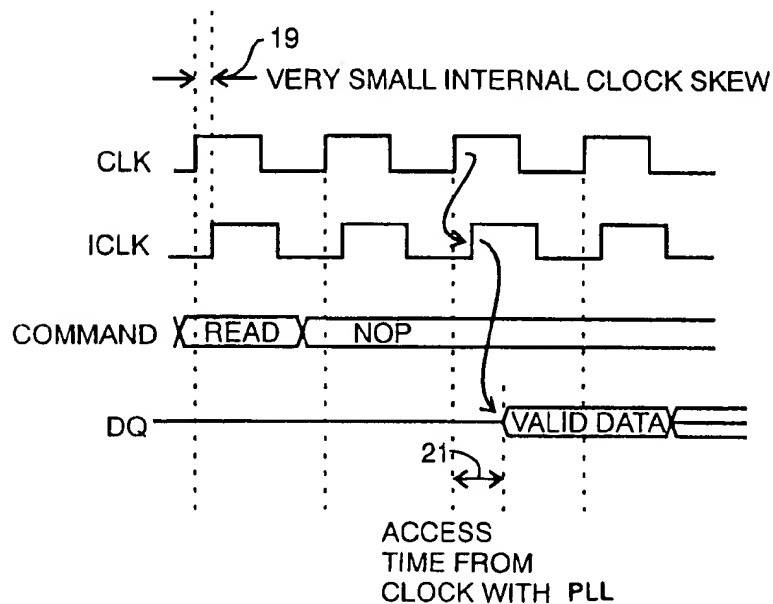 19
VERY SMALL INTERNAL CLOCK SKEW
CLK
ICLK
COMMAND READ NOP
DQ VALID DATA
21
ACCESS
TIME FROM
CLOCK WITH PLL